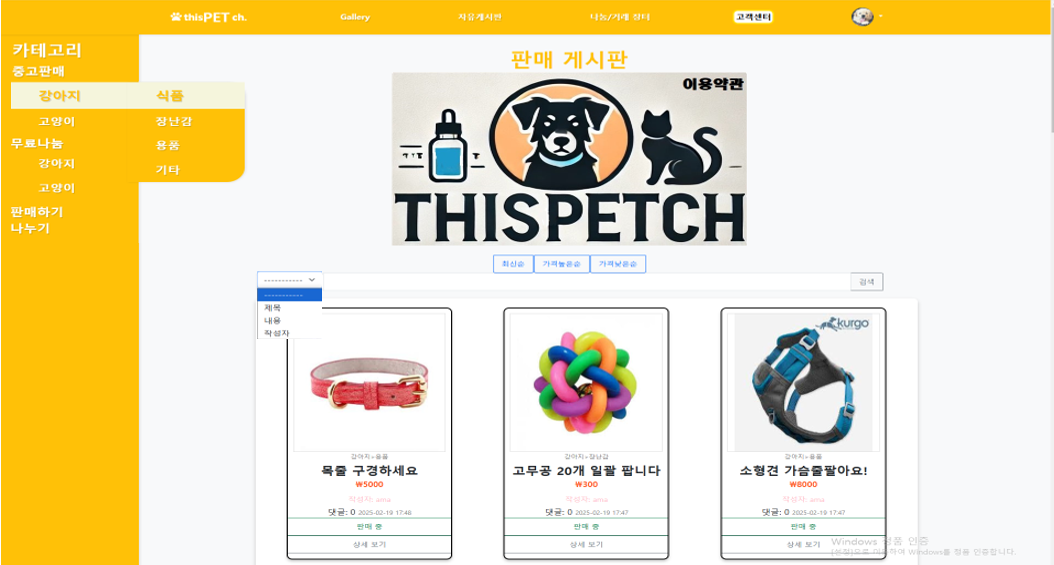 thisPET ch.
Gallery
자유게시판
나눔/거래 장터
고객센터
카테고리
중고판매
강아지
식품
고양이
장난감
무료나눔
용품
강아지
기타
고양이
판매하기
나누기
판매 게시판
이용약관
THISPETCH
최신순
가격높은순
가격낮은순
-----------
검색
-----------
제목
내용
작성자
강아지>용품
목줄 구경하세요
₩5000
작성자: ama
댓글: 0 2025-02-19 17:48
판매 중
상세 보기
강아지>장난감
고무공 20개 일괄 팝니다
₩300
작성자: ama
댓글: 0 2025-02-19 17:47
판매 중
상세 보기
kurgo
강아지>용품
소형견 가슴줄팔아요!
₩8000
작성자: ama
댓글: 0 2025-02-19 17:47
판매 중
상세 보기
Windows 정품 인증
[설정]으로 이동하여 Windows를 정품 인증합니다.